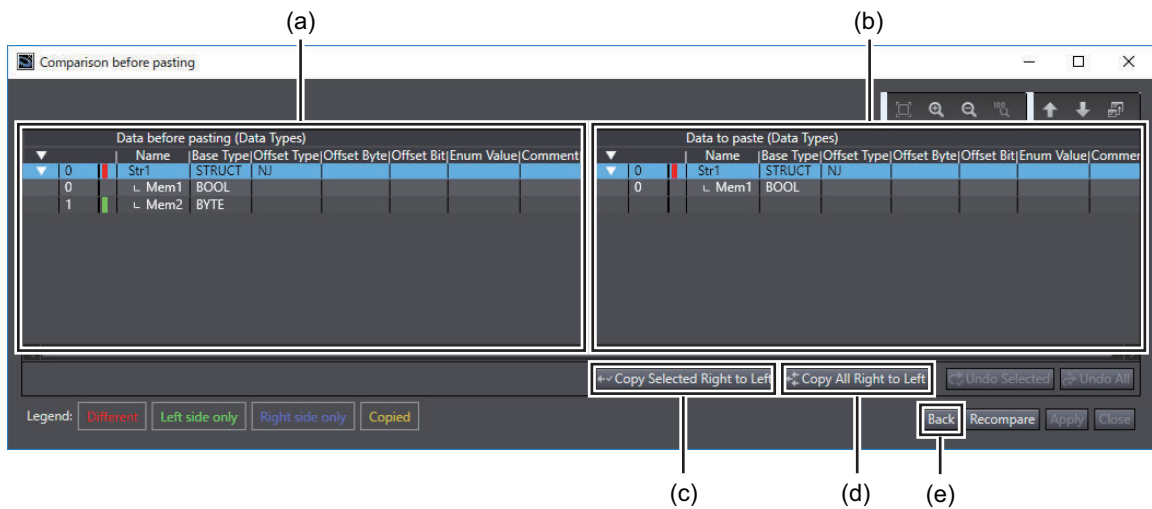 (a) (b)
Comparison before pasting
100
Data before pasting (Data Types) Data to paste (Data Types)
Name Base Type Offset Type Offset Byte Offset Bit Enum Value Comment Name Base Type Offset Type Offset Byte Offset Bit Enum Value Commer
0 Str1 STRUCT NJ 0 Str1 STRUCT NJ
0 Mem1 BOOL 0 Mem1 BOOL
1 Mem2 BYTE
Copy Selected Right to Left Copy All Right to Left Undo Selected Undo All
Legend: Different Left side only Right side only Copied Back Recompare Apply Close
(c) (d) (e)